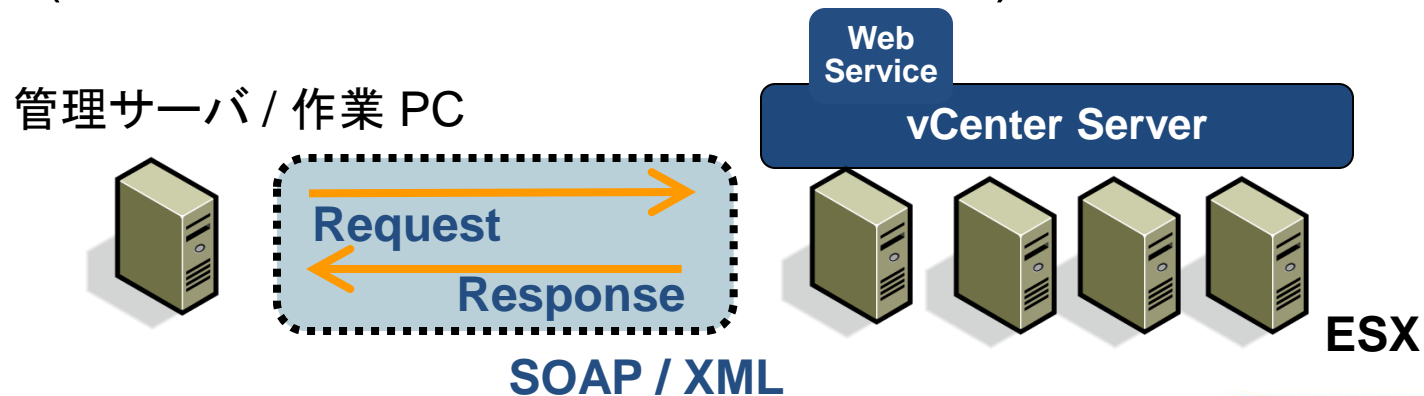 Web
Service
管理サーバ / 作業 PC
vCenter Server
Request
Response
ESX
SOAP / XML